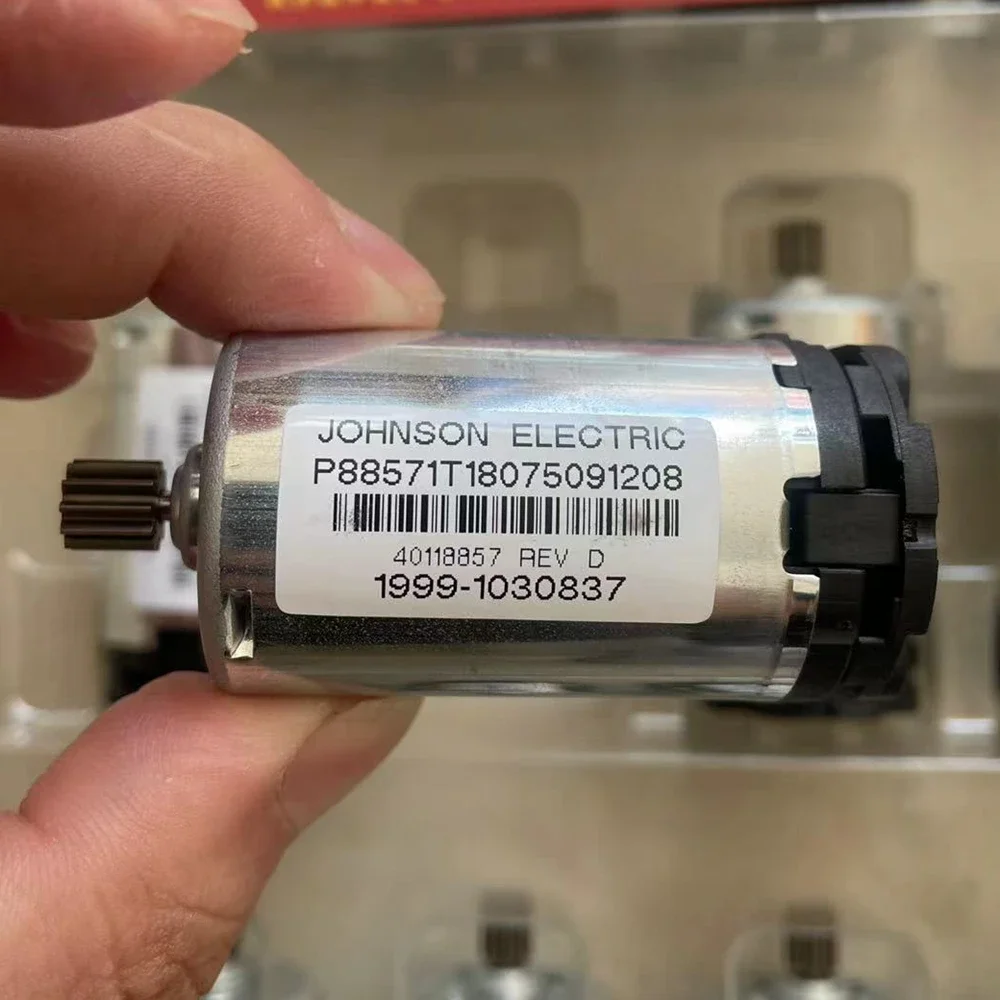 JOHNSON ELECTRIC
P88571T18075091208
40118857 REV D
1999-1030837